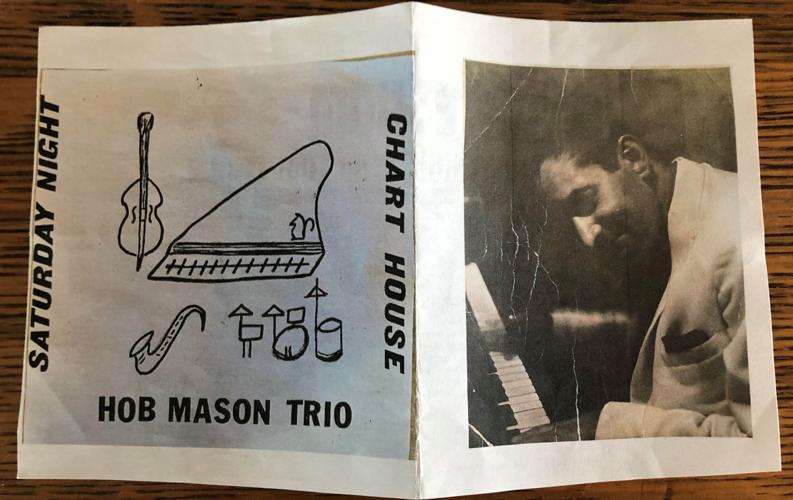 SATURDAY NIGHT
CHART HOUSE
HOB MASON TRIO